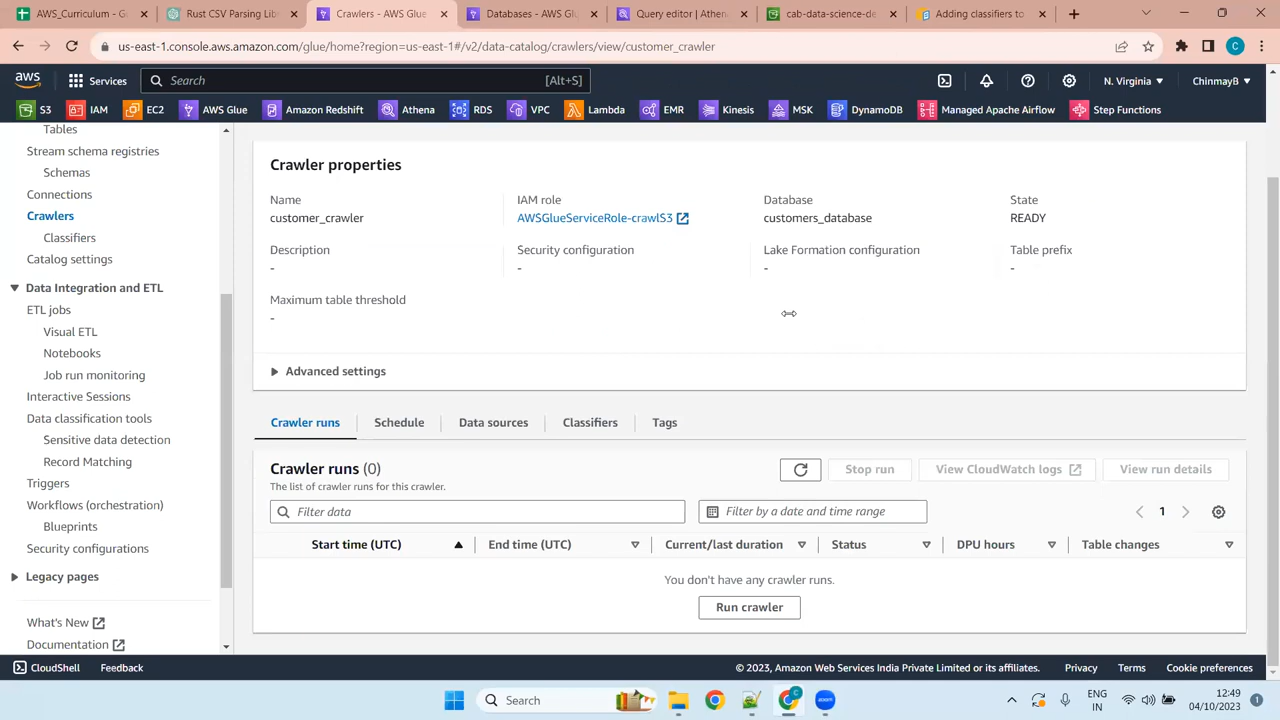 AWS_Curriculum - G
Rust CSV Parsing Lib
Crawlers - AWS Glue
Databases - AWS Glu
Query editor | Athen
cab-data-science-de
Adding classifiers to
us-east-1.console.aws.amazon.com/glue/home?region=us-east-1#/v2/data-catalog/crawlers/view/customer_crawler
C
aws
Services
Search
[Alt+S]
N. Virginia
ChinmayB
S3
IAM
EC2
AWS Glue
Amazon Redshift
Athena
RDS
VPC
Lambda
EMR
Kinesis
MSK
DynamoDB
Managed Apache Airflow
Step Functions
Tables
Stream schema registries
Schemas
Connections
Crawlers
Classifiers
Catalog settings
Data Integration and ETL
ETL jobs
Visual ETL
Notebooks
Job run monitoring
Interactive Sessions
Data classification tools
Sensitive data detection
Record Matching
Triggers
Workflows (orchestration)
Blueprints
Security configurations
Legacy pages
What's New
Documentation
Crawler properties
Name
customer_crawler
IAM role
AWSGlueServiceRole-crawlS3
Database
customers_database
State
READY
Description
-
Security configuration
-
Lake Formation configuration
-
Table prefix
-
Maximum table threshold
-
Advanced settings
Crawler runs
Schedule
Data sources
Classifiers
Tags
Crawler runs (0)
The list of crawler runs for this crawler.
Stop run
View CloudWatch logs
View run details
Filter data
Filter by a date and time range
1
Start time (UTC)
End time (UTC)
Current/last duration
Status
DPU hours
Table changes
You don't have any crawler runs.
Run crawler
CloudShell
Feedback
© 2023, Amazon Web Services India Private Limited or its affiliates.
Privacy
Terms
Cookie preferences
Search
C
zoom
ENG
IN
12:49
04/10/2023
1